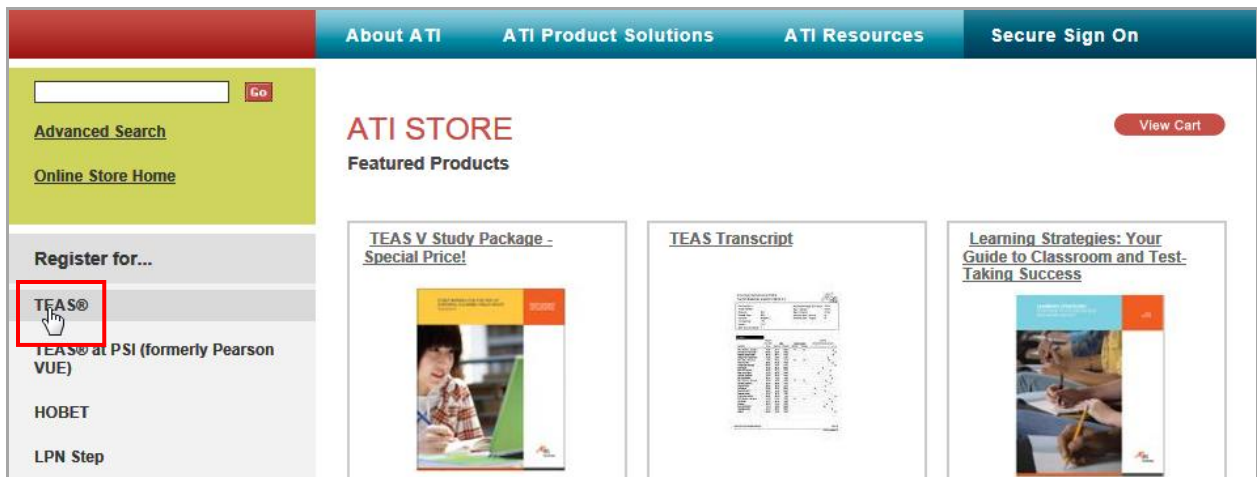 About ATI
ATI Product Solutions
ATI Resources
Secure Sign On
Go
Advanced Search
Online Store Home
ATI STORE
View Cart
Featured Products
Register for...
TEAS®
TEAS® at PSI (formerly Pearson
VUE)
HOBET
LPN Step
TEAS V Study Package -
Special Price!
TEAS Transcript
Learning Strategies: Your
Guide to Classroom and Test-
Taking Success